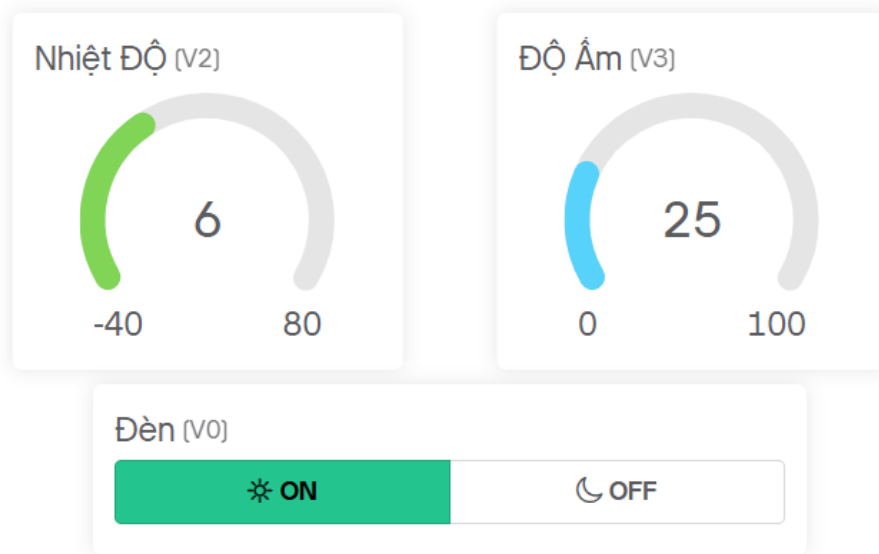 Nhiệt ĐỘ (V2)
6
-40 80
ĐỘ Ẩm (V3)
25
0 100
Đèn (V0)
ON OFF